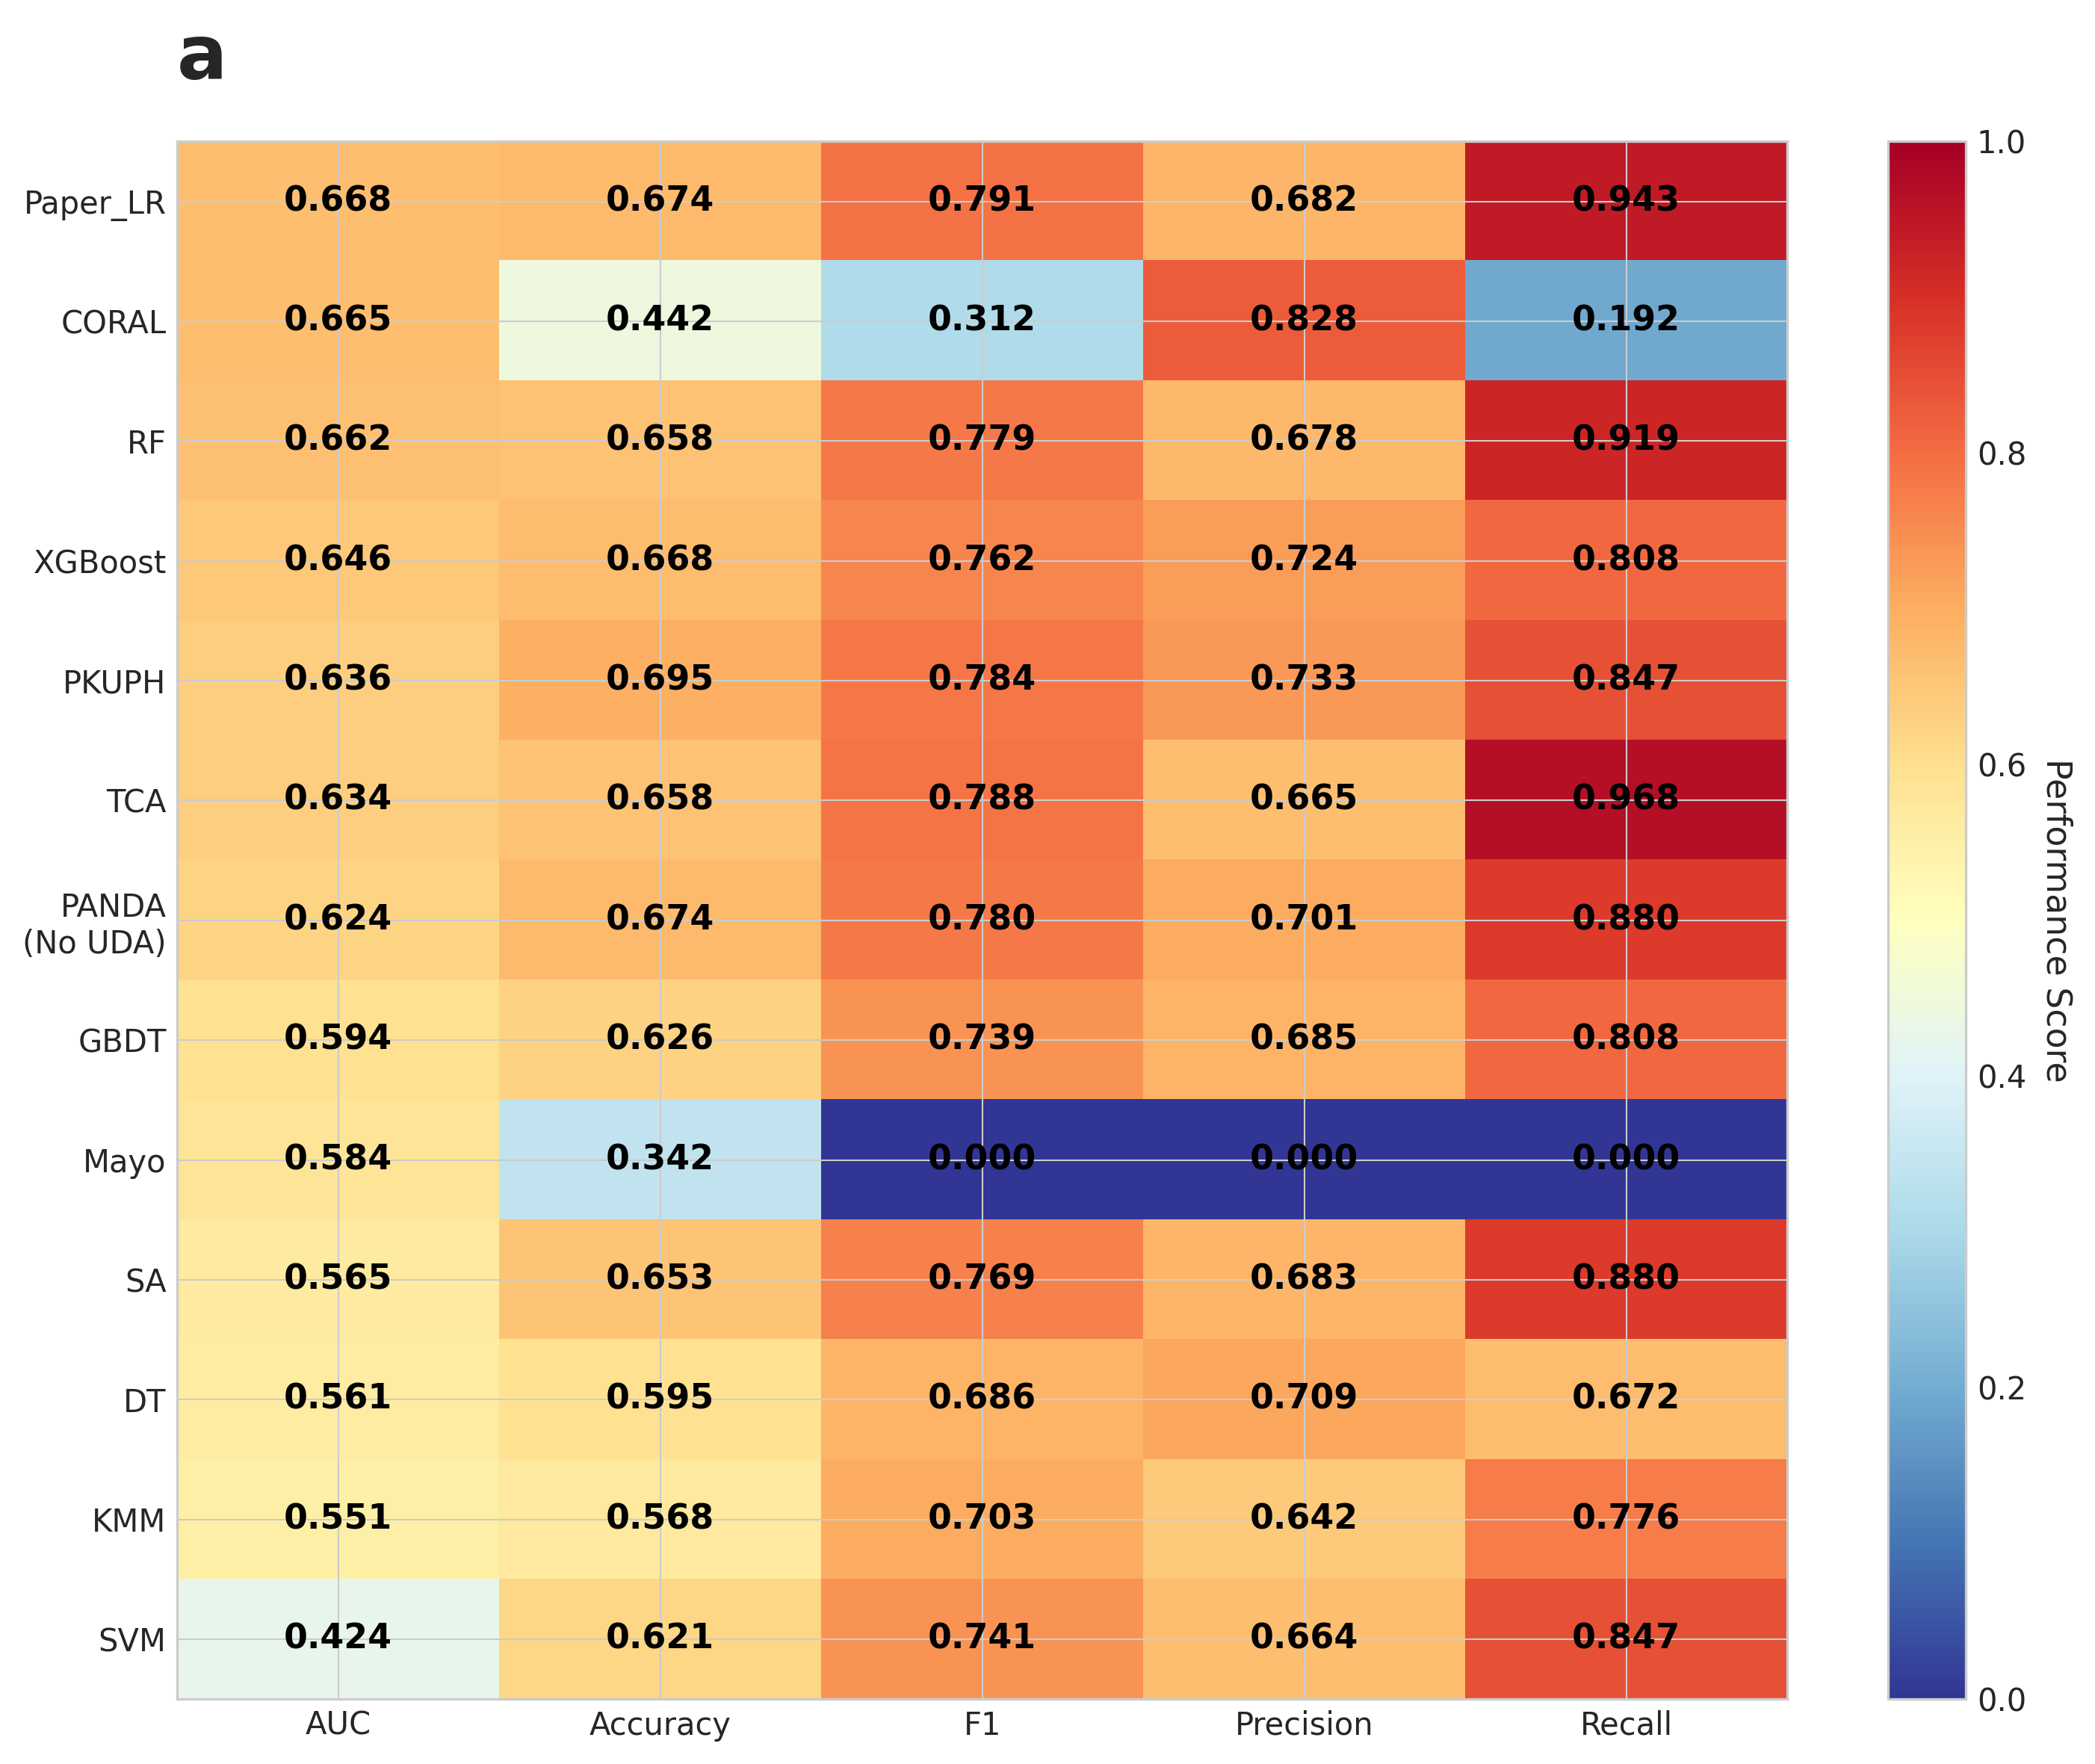 a
Paper_LR 0.668 0.674 0.791 0.682 0.943
CORAL 0.665 0.442 0.312 0.828 0.192
RF 0.662 0.658 0.779 0.678 0.919
XGBoost 0.646 0.668 0.762 0.724 0.808
PKUPH 0.636 0.695 0.784 0.733 0.847
TCA 0.634 0.658 0.788 0.665 0.968
PANDA
(No UDA) 0.624 0.674 0.780 0.701 0.880
GBDT 0.594 0.626 0.739 0.685 0.808
Mayo 0.584 0.342 0.000 0.000 0.000
SA 0.565 0.653 0.769 0.683 0.880
DT 0.561 0.595 0.686 0.709 0.672
KMM 0.551 0.568 0.703 0.642 0.776
SVM 0.424 0.621 0.741 0.664 0.847
AUC Accuracy F1 Precision Recall
1.0
0.8
0.6
0.4
0.2
0.0
Performance Score